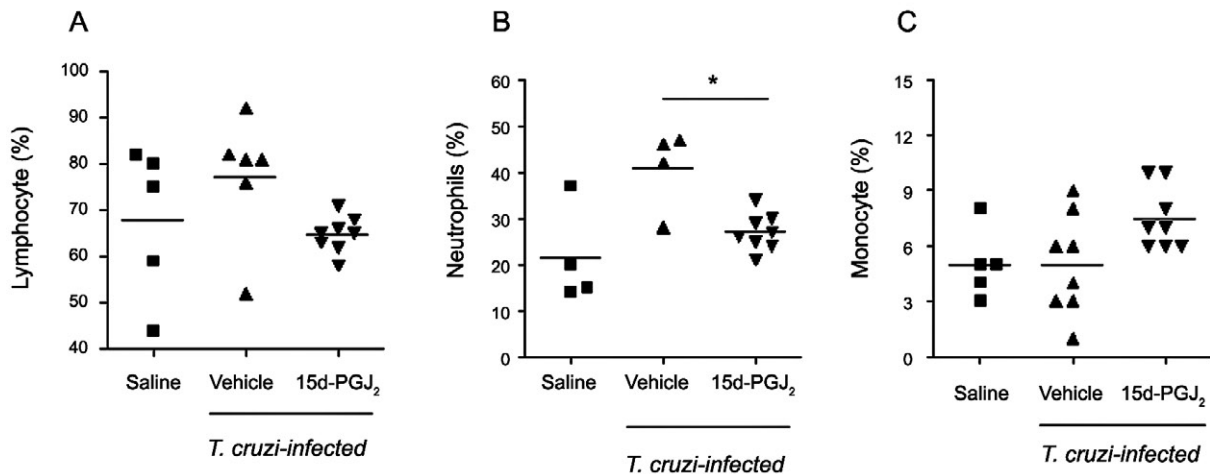 A
Lymphocyte (%)
100
90
80
70
60
50
40
Saline
Vehicle
15d-PGJ₂
T. cruzi-infected
B
Neutrophils (%)
60
50
40
30
20
10
0
*
Saline
Vehicle
15d-PGJ₂
T. cruzi-infected
C
Monocyte (%)
15
12
9
6
3
0
Saline
Vehicle
15d-PGJ₂
T. cruzi-infected